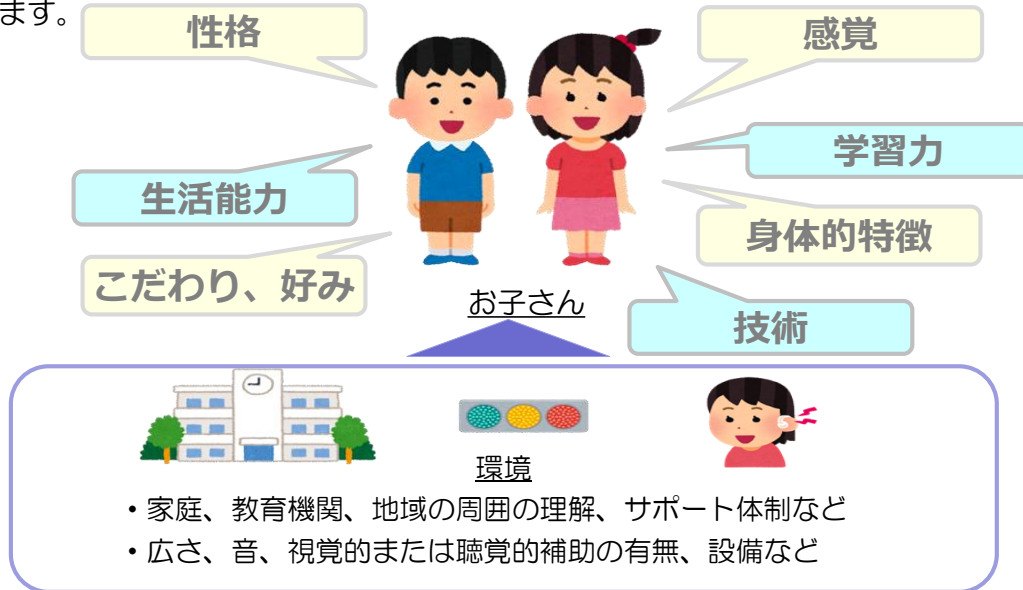 ます。
性格
感覚
学習力
生活能力
身体的特徴
こだわり、好み
お子さん
技術
環境
・家庭、教育機関、地域の周囲の理解、サポート体制など
・広さ、音、視覚的または聴覚的補助の有無、設備など